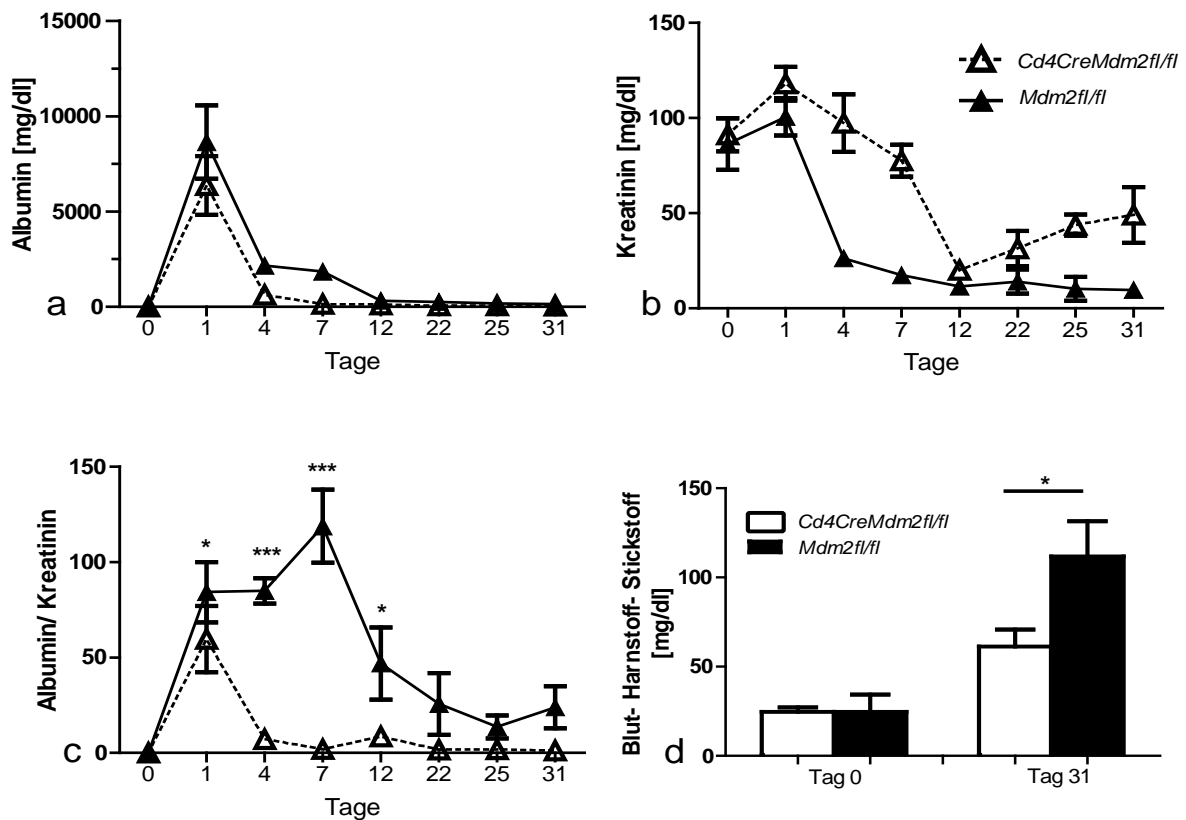 15000
10000
5000
0
Albumin [mg/dl]
a
0 1 4 7 12 22 25 31
Tage
150
100
50
0
Kreatinin [mg/dl]
b
Cd4CreMdm2fl/fl
Mdm2fl/fl
0 1 4 7 12 22 25 31
Tage
150
100
50
0
Albumin/ Kreatinin
c
*
***
***
*
0 1 4 7 12 22 25 31
Tage
150
100
50
0
Blut- Harnstoff- Stickstoff
[mg/dl]
d
Cd4CreMdm2fl/fl
Mdm2fl/fl
*
Tag 0
Tag 31